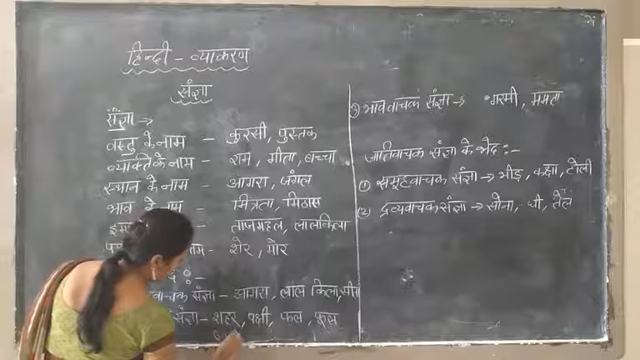 हिन्दी - व्याकरण
संज्ञा
संज्ञा →
वस्तु के नाम - कुरसी, पुस्तक
व्यक्ति के नाम - राम, गीता, बच्चा
स्थान के नाम - आगरा, जंगल
भाव के नाम - मित्रता, मिठास
ताजमहल, लालकिला
नाम - शेर, मोर
वाचक संज्ञा - आगरा, लाल किला,
संज्ञा - शहर, पक्षी, फल, फूल
③ भाववाचक संज्ञा → गरमी, ममता
जातिवाचक संज्ञा के भेद :-
① समूहवाचक संज्ञा → भीड़, कक्षा, टोली
② द्रव्यवाचक संज्ञा → सोना, घी, तेल